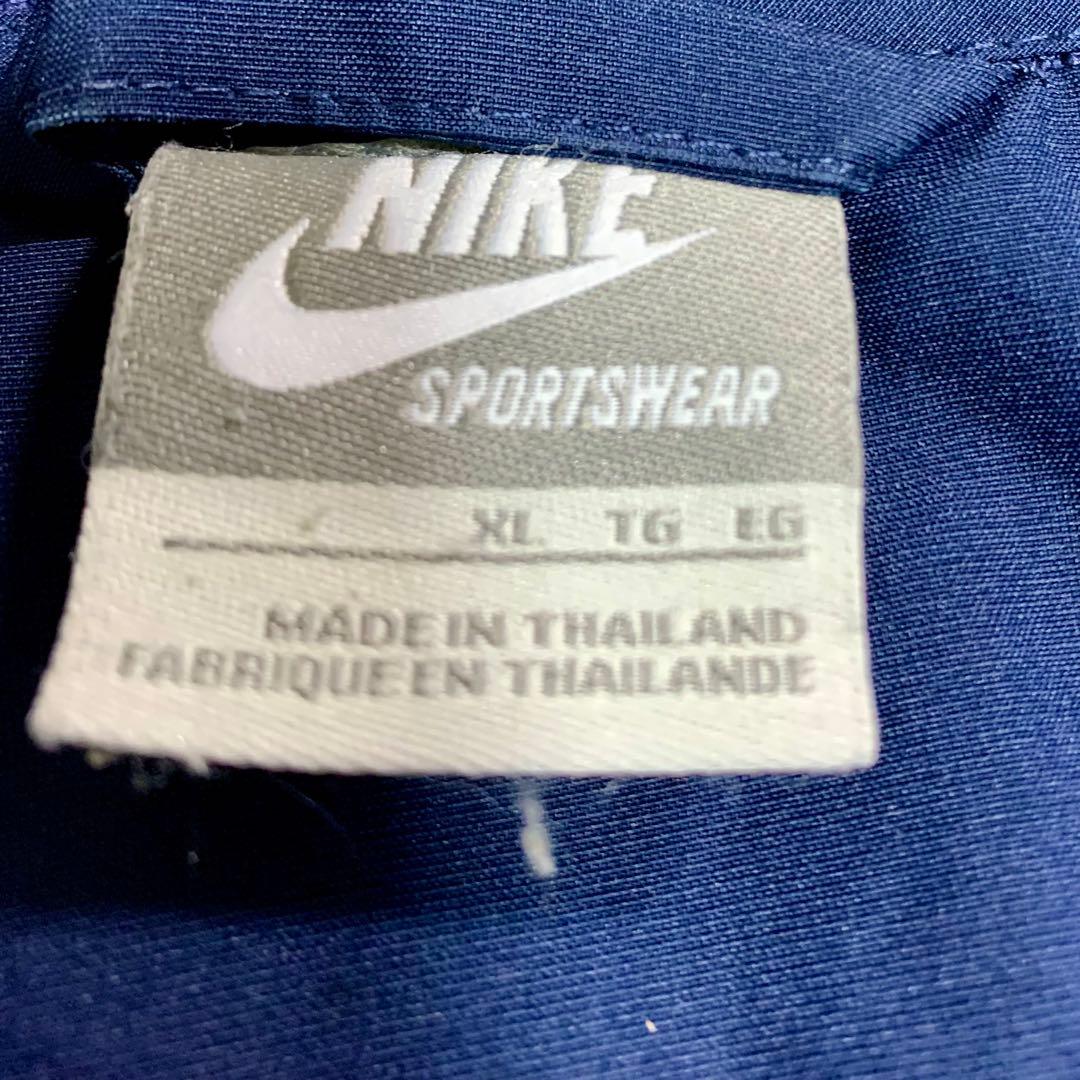 NIKE
SPORTSWEAR
XL TG EG
MADE IN THAILAND
FABRIQUE EN THAILANDE